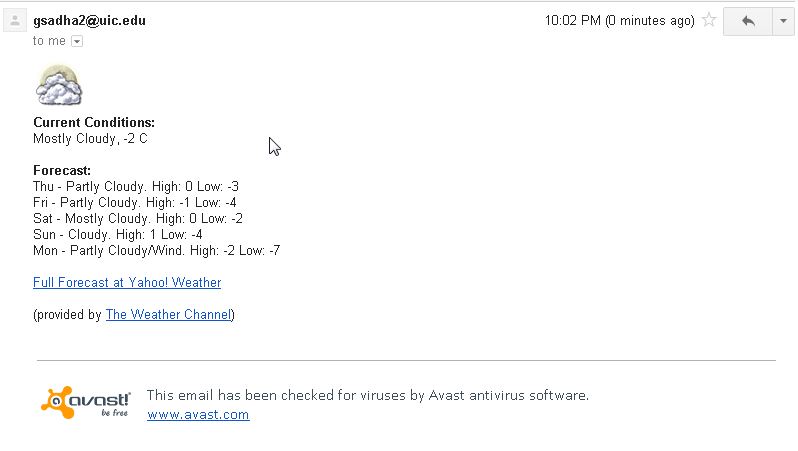 gsadha2@uic.edu
10:02 PM (0 minutes ago)
to me
Current Conditions:
Mostly Cloudy, -2 C
Forecast:
Thu - Partly Cloudy. High: 0 Low: -3
Fri - Partly Cloudy. High: -1 Low: -4
Sat - Mostly Cloudy. High: 0 Low: -2
Sun - Cloudy. High: 1 Low: -4
Mon - Partly Cloudy/Wind. High: -2 Low: -7
Full Forecast at Yahoo! Weather
(provided by The Weather Channel)
avast!
be free
This email has been checked for viruses by Avast antivirus software.
www.avast.com